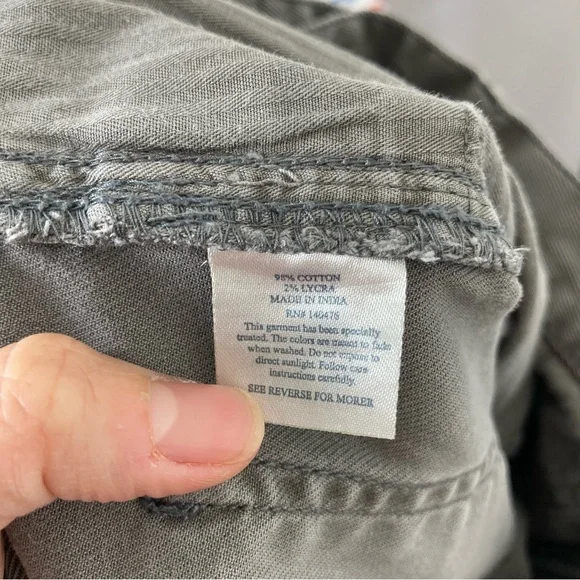 98% COTTON
2% LYCRA
MADE IN INDIA
RN# 140476
This garment has been specially
treated. The colors are meant to fade
when washed. Do not expose to
direct sunlight. Follow care
instructions carefully.
SEE REVERSE FOR MORER